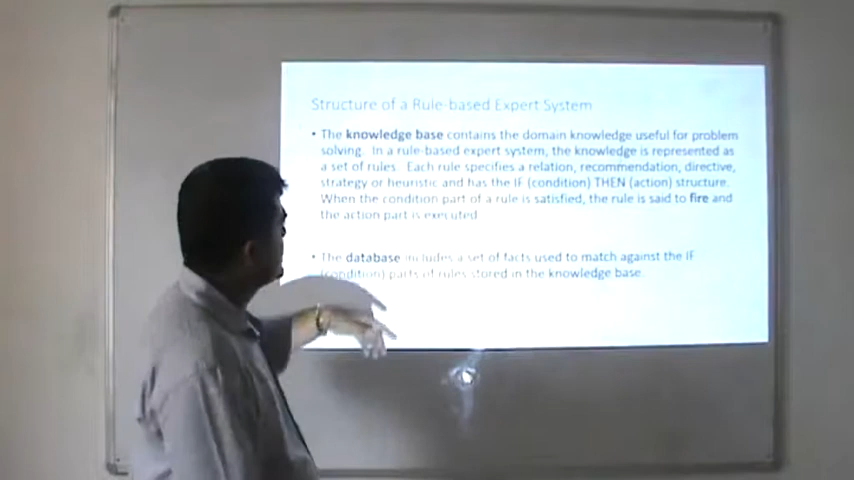 Structure of a Rule-based Expert System
• The knowledge base contains the domain knowledge useful for problem
solving. In a rule-based expert system, the knowledge is represented as
a set of rules. Each rule specifies a relation, recommendation, directive,
strategy or heuristic and has the IF (condition) THEN (action) structure.
When the condition part of a rule is satisfied, the rule is said to fire and
the action part is executed
• The database includes a set of facts used to match against the IF
(condition) parts of rules stored in the knowledge base.